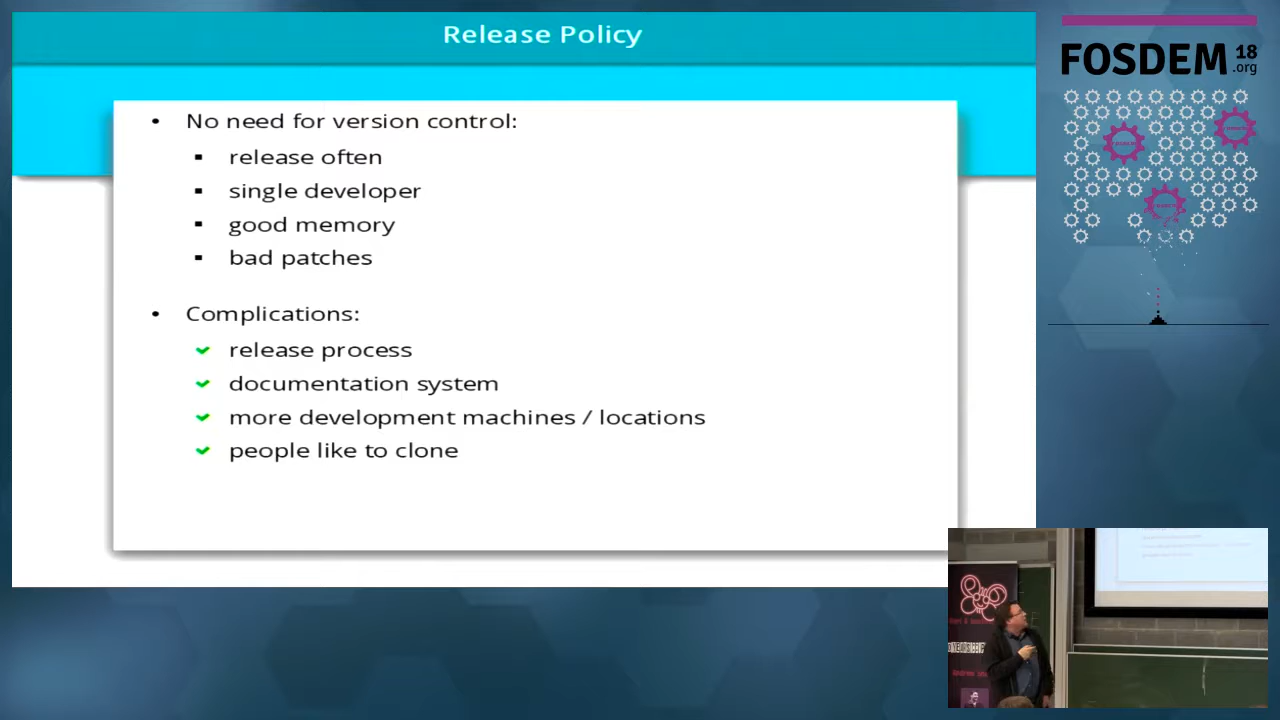 Release Policy
• No need for version control:
▪ release often
▪ single developer
▪ good memory
▪ bad patches
• Complications:
✓ release process
✓ documentation system
✓ more development machines / locations
✓ people like to clone
FOSDEM 18
.org